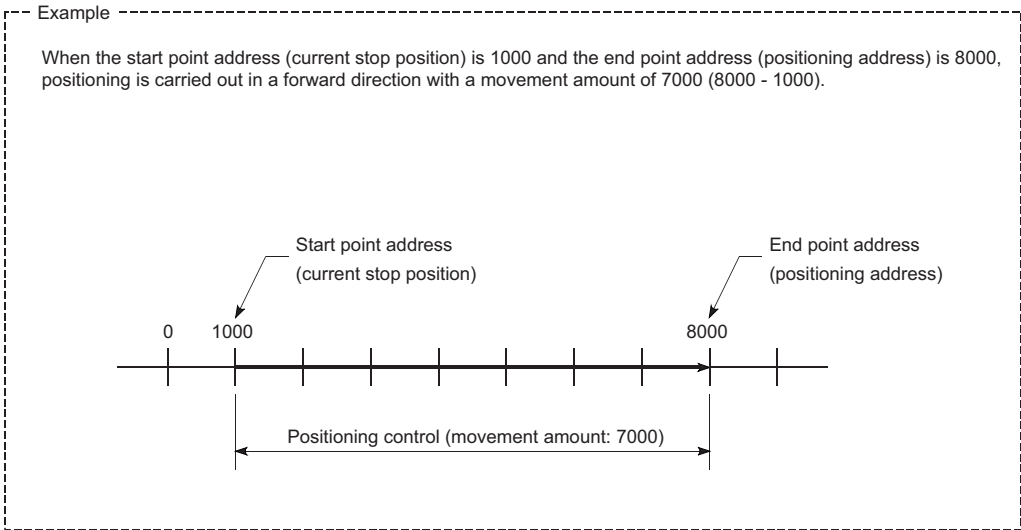 Example
When the start point address (current stop position) is 1000 and the end point address (positioning address) is 8000,
positioning is carried out in a forward direction with a movement amount of 7000 (8000 - 1000).
Start point address
(current stop position)
End point address
(positioning address)
0 1000 8000
Positioning control (movement amount: 7000)